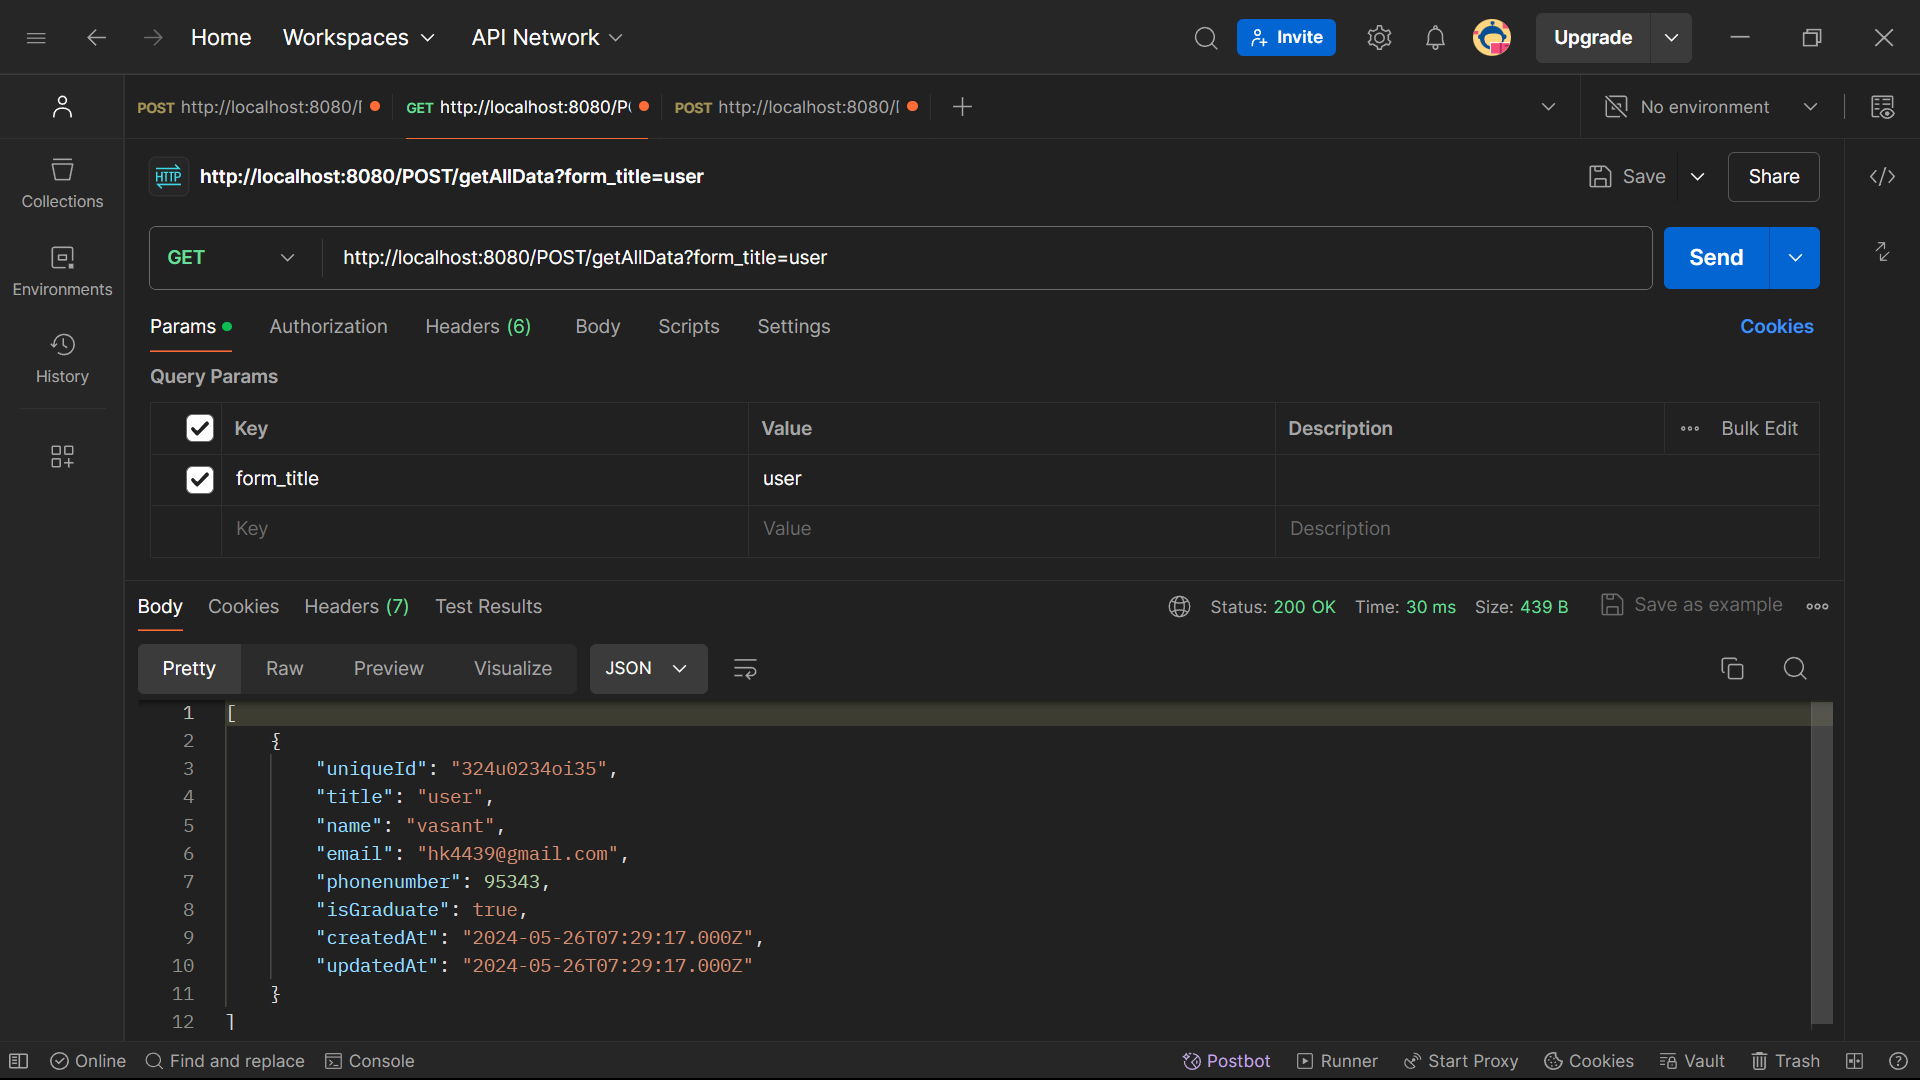 Home Workspaces API Network Invite Upgrade
POST http://localhost:8080/ GET http://localhost:8080/P POST http://localhost:8080/ No environment
HTTP http://localhost:8080/POST/getAllData?form_title=user Save Share
GET http://localhost:8080/POST/getAllData?form_title=user Send
Collections
Environments
History
Params Authorization Headers (6) Body Scripts Settings Cookies
Query Params
Key Value Description Bulk Edit
form_title user
Key Value Description
Body Cookies Headers (7) Test Results Status: 200 OK Time: 30 ms Size: 439 B Save as example
Pretty Raw Preview Visualize JSON
1 [
2 {
3 "uniqueId": "324u0234oi35",
4 "title": "user",
5 "name": "vasant",
6 "email": "hk4439@gmail.com",
7 "phonenumber": 95343,
8 "isGraduate": true,
9 "createdAt": "2024-05-26T07:29:17.000Z",
10 "updatedAt": "2024-05-26T07:29:17.000Z"
11 }
12 ]
Online Find and replace Console Postbot Runner Start Proxy Cookies Vault Trash